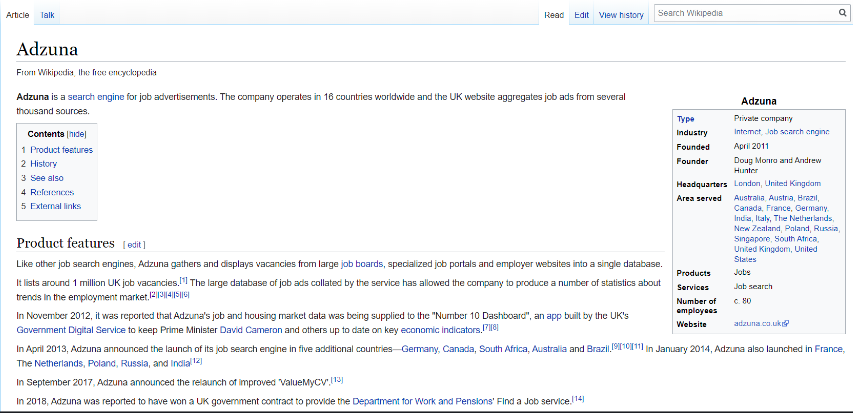 Article Talk Read Edit View history Search Wikipedia
Adzuna
From Wikipedia, the free encyclopedia
Adzuna is a search engine for job advertisements. The company operates in 16 countries worldwide and the UK website aggregates job ads from several
thousand sources.
Contents [hide]
1 Product features
2 History
3 See also
4 References
5 External links
Adzuna
Type Private company
Industry Internet, Job search engine
Founded April 2011
Founder Doug Monro and Andrew
Hunter
Headquarters London, United Kingdom
Area served Australia, Austria, Brazil,
Canada, France, Germany,
India, Italy, The Netherlands,
New Zealand, Poland, Russia,
Singapore, South Africa,
United Kingdom, United
States
Products Jobs
Services Job search
Number of c. 80
employees
Website adzuna.co.uk
Product features [ edit ]
Like other job search engines, Adzuna gathers and displays vacancies from large job boards, specialized job portals and employer websites into a single database.
It lists around 1 million UK job vacancies.[1] The large database of job ads collated by the service has allowed the company to produce a number of statistics about
trends in the employment market.[2][3][4][5][6]
In November 2012, it was reported that Adzuna's job and housing market data was being supplied to the "Number 10 Dashboard", an app built by the UK's
Government Digital Service to keep Prime Minister David Cameron and others up to date on key economic indicators.[7][8]
In April 2013, Adzuna announced the launch of its job search engine in five additional countries—Germany, Canada, South Africa, Australia and Brazil.[9][10][11] In January 2014, Adzuna also launched in France,
The Netherlands, Poland, Russia, and India[12]
In September 2017, Adzuna announced the relaunch of improved 'ValueMyCV'.[13]
In 2018, Adzuna was reported to have won a UK government contract to provide the Department for Work and Pensions' Find a Job service.[14]